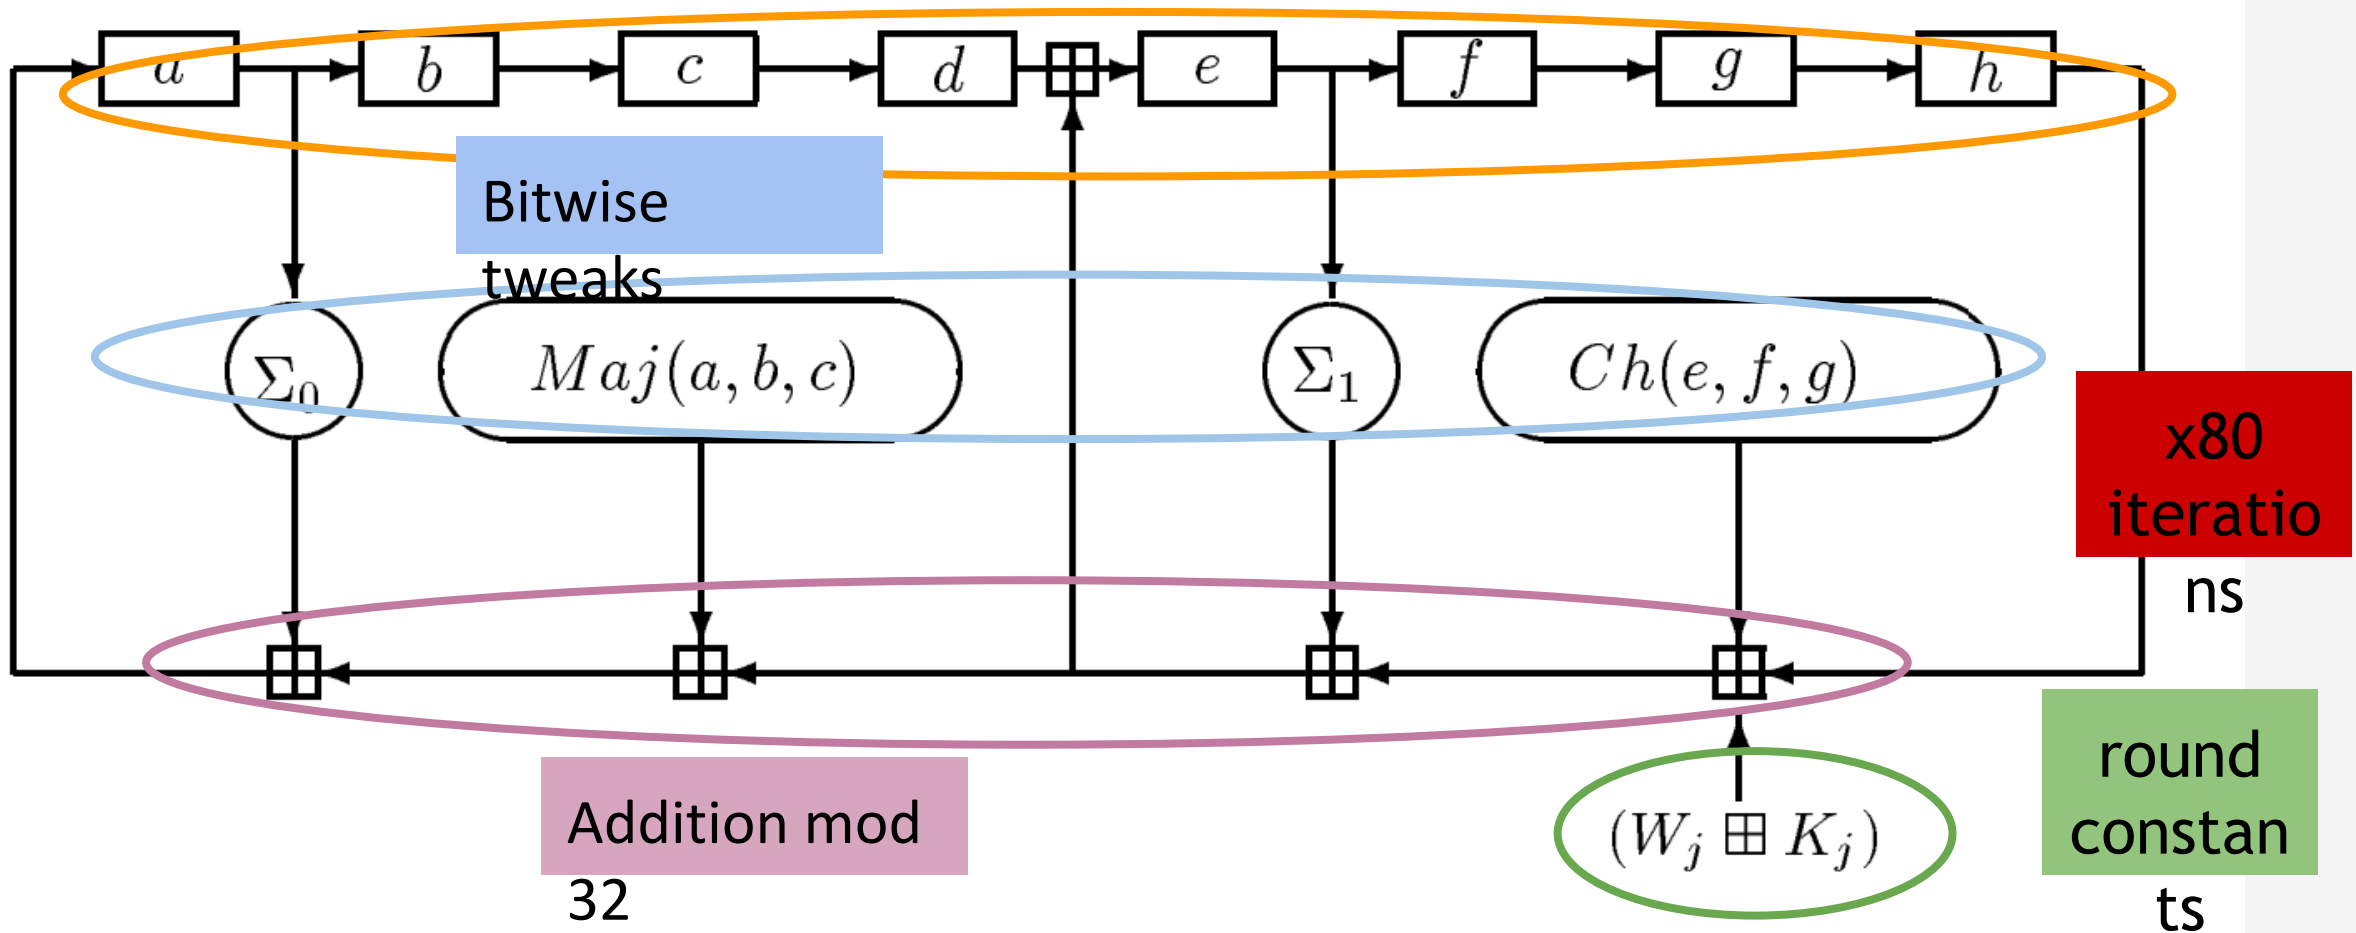 a b c d e f g h
Bitwise
tweaks
Σ₀ Maj(a, b, c) Σ₁ Ch(e, f, g)
x80
iteratio
ns
Addition mod
32
(Wⱼ ⊞ Kⱼ)
round
constan
ts